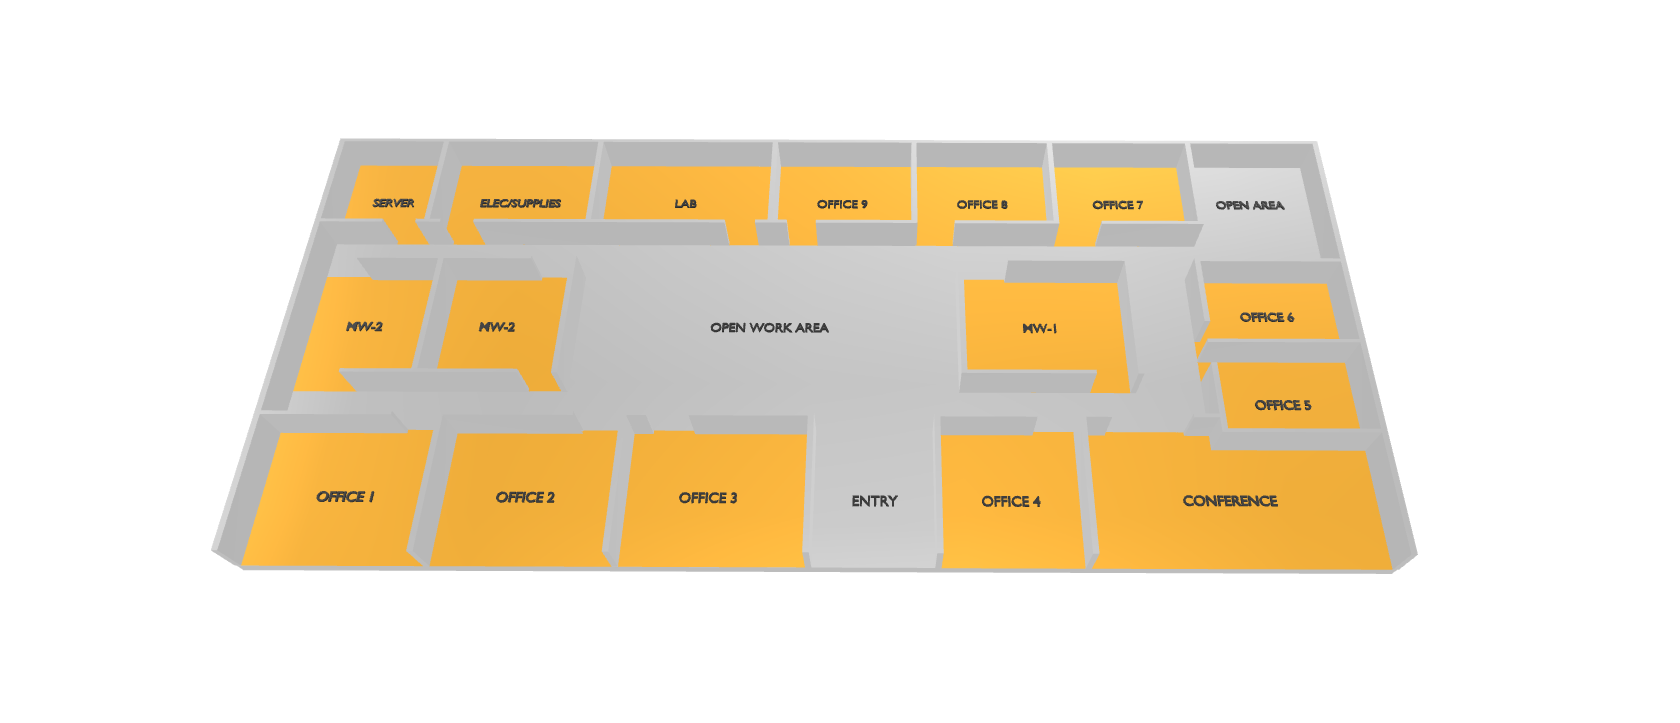 SERVER
ELEC/SUPPLIES
LAB
OFFICE 9
OFFICE 8
OFFICE 7
OPEN AREA
MW-2
MW-2
OPEN WORK AREA
MW-1
OFFICE 6
OFFICE 5
OFFICE 1
OFFICE 2
OFFICE 3
ENTRY
OFFICE 4
CONFERENCE